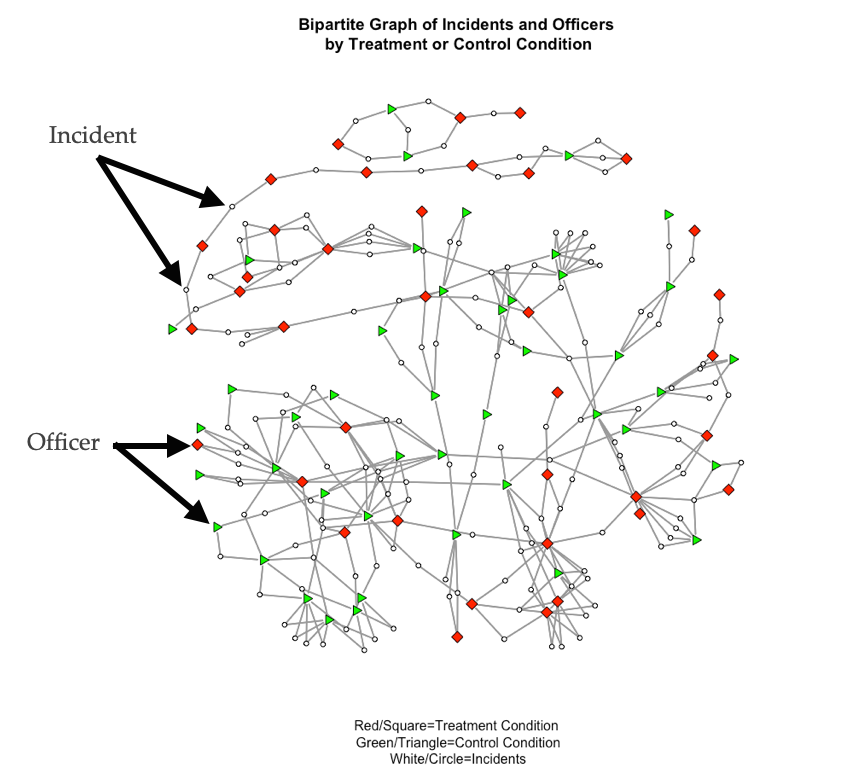 Bipartite Graph of Incidents and Officers
by Treatment or Control Condition
Incident
Officer
Red/Square=Treatment Condition
Green/Triangle=Control Condition
White/Circle=Incidents